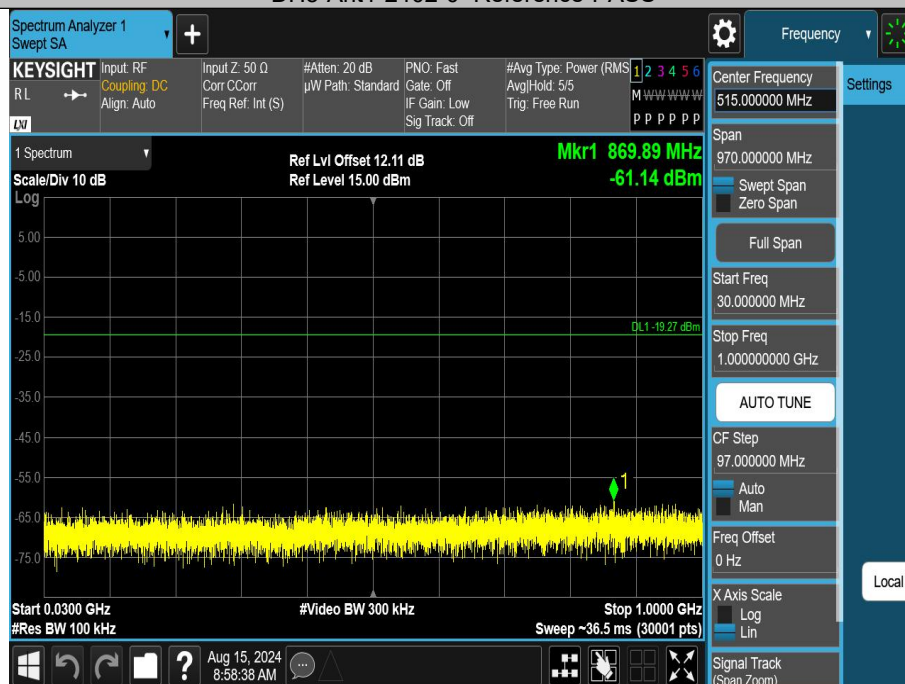 Spectrum Analyzer 1
Swept SA
+
Frequency
KEYSIGHT
RL
LXI
Input: RF
Coupling: DC
Align: Auto
Input Z: 50 Ω
Corr CCorr
Freq Ref: Int (S)
#Atten: 20 dB
µW Path: Standard
PNO: Fast
Gate: Off
IF Gain: Low
Sig Track: Off
#Avg Type: Power (RMS
Avg|Hold: 5/5
Trig: Free Run
1 2 3 4 5 6
M W W W W W
P P P P P P
Center Frequency
515.000000 MHz
Settings
1 Spectrum
Scale/Div 10 dB
Log
Ref Lvl Offset 12.11 dB
Ref Level 15.00 dBm
Mkr1 869.89 MHz
-61.14 dBm
5.00
-5.00
-15.0
-25.0
-35.0
-45.0
-55.0
-65.0
-75.0
DL1 -19.27 dBm
1
Start 0.0300 GHz
#Res BW 100 kHz
#Video BW 300 kHz
Stop 1.0000 GHz
Sweep ~36.5 ms (30001 pts)
Span
970.000000 MHz
Swept Span
Zero Span
Full Span
Start Freq
30.000000 MHz
Stop Freq
1.000000000 GHz
AUTO TUNE
CF Step
97.000000 MHz
Auto
Man
Freq Offset
0 Hz
X Axis Scale
Log
Lin
Signal Track
(Span Zoom)
Local
?
Aug 15, 2024
8:58:38 AM